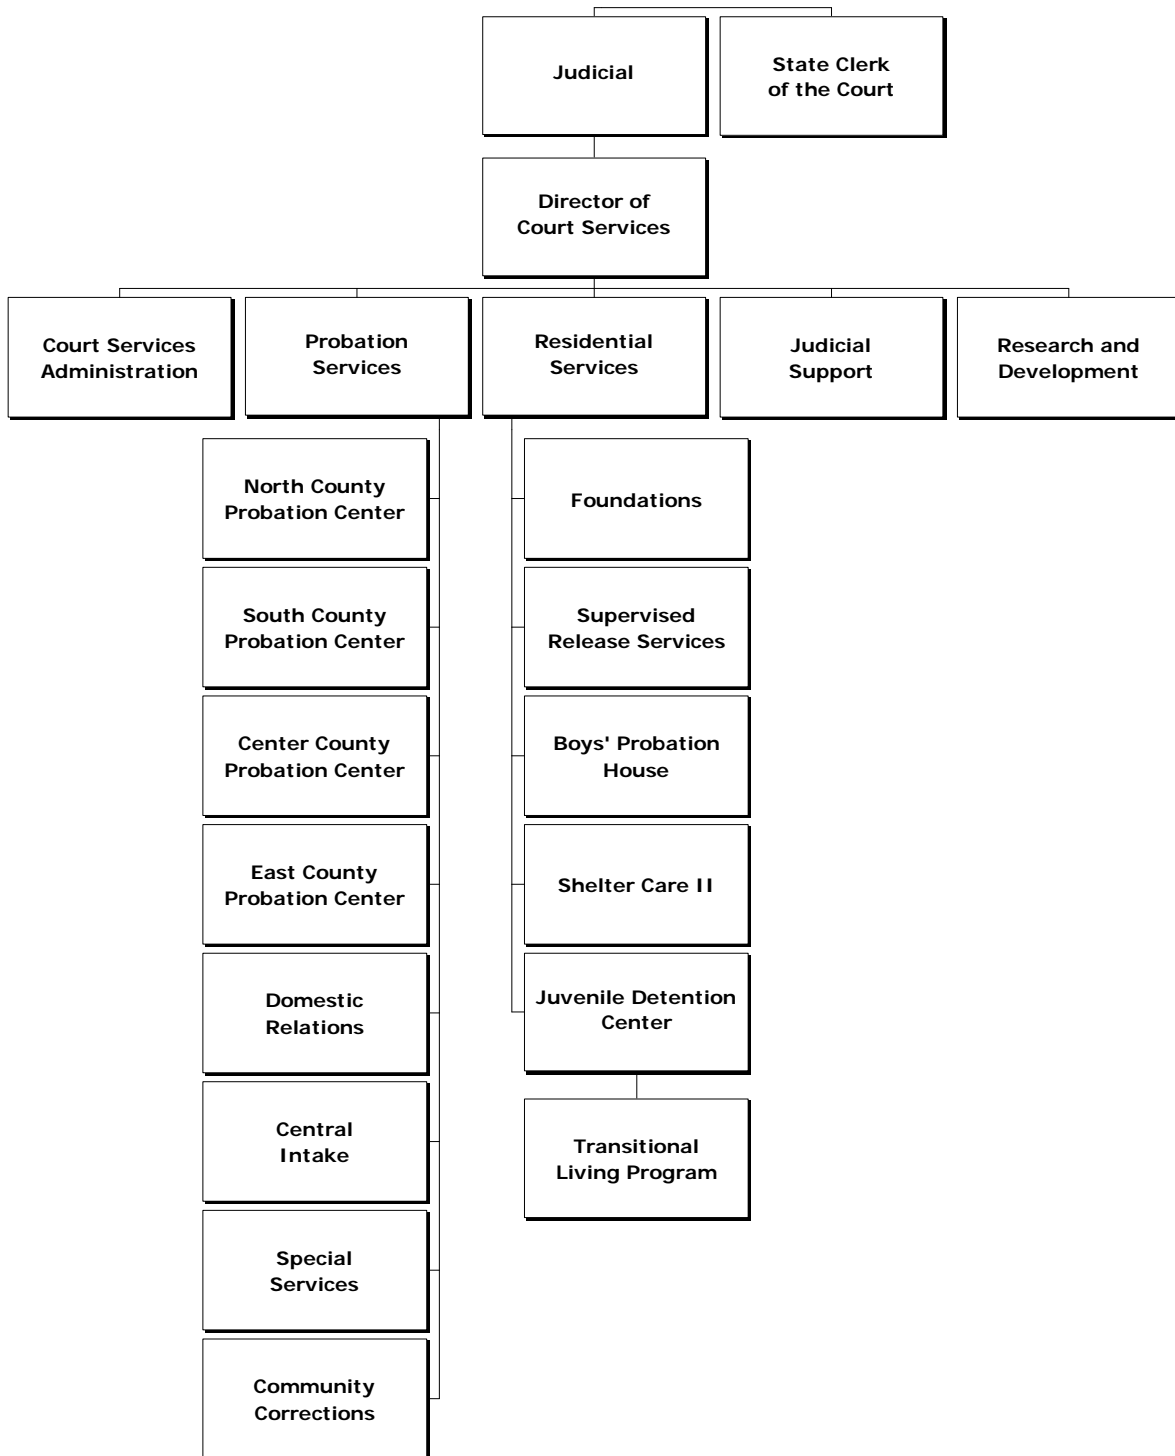 Judicial
State Clerk
of the Court
Director of
Court Services
Court Services
Administration
Probation
Services
Residential
Services
Judicial
Support
Research and
Development
North County
Probation Center
South County
Probation Center
Center County
Probation Center
East County
Probation Center
Domestic
Relations
Central
Intake
Special
Services
Community
Corrections
Foundations
Supervised
Release Services
Boys' Probation
House
Shelter Care II
Juvenile Detention
Center
Transitional
Living Program